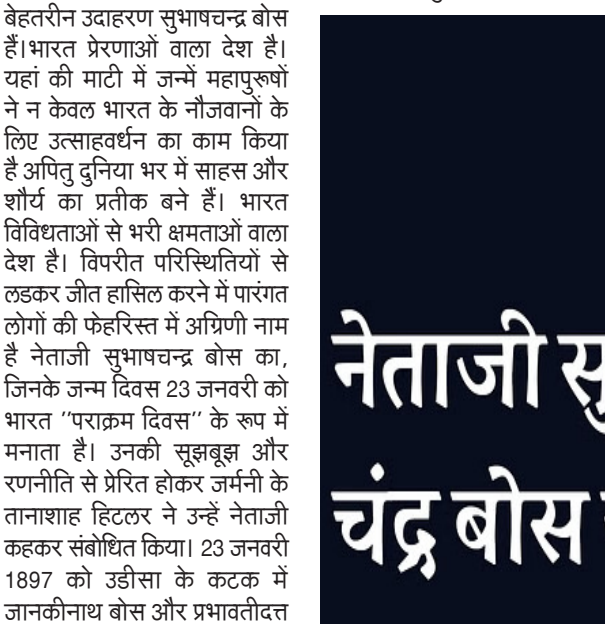 बेहतरीन उदाहरण सुभाषचन्द्र बोस
हैं।भारत प्रेरणाओं वाला देश है।
यहां की माटी में जन्में महापुरूषों
ने न केवल भारत के नौजवानों के
लिए उत्साहवर्धन का काम किया
है अपितु दुनिया भर में साहस और
शौर्य का प्रतीक बने हैं। भारत
विविधताओं से भरी क्षमताओं वाला
देश है। विपरीत परिस्थितियों से
लडकर जीत हासिल करने में पारंगत
लोगों की फेहरिस्त में अग्रिणी नाम
है नेताजी सुभाषचन्द्र बोस का,
जिनके जन्म दिवस 23 जनवरी को
भारत ''पराक्रम दिवस'' के रूप में
मनाता है। उनकी सूझबूझ और
रणनीति से प्रेरित होकर जर्मनी के
तानाशाह हिटलर ने उन्हें नेताजी
कहकर संबोधित किया। 23 जनवरी
1897 को उडीसा के कटक में
जानकीनाथ बोस और प्रभावतीदत्त
नेताजी सु
चंद्र बोस